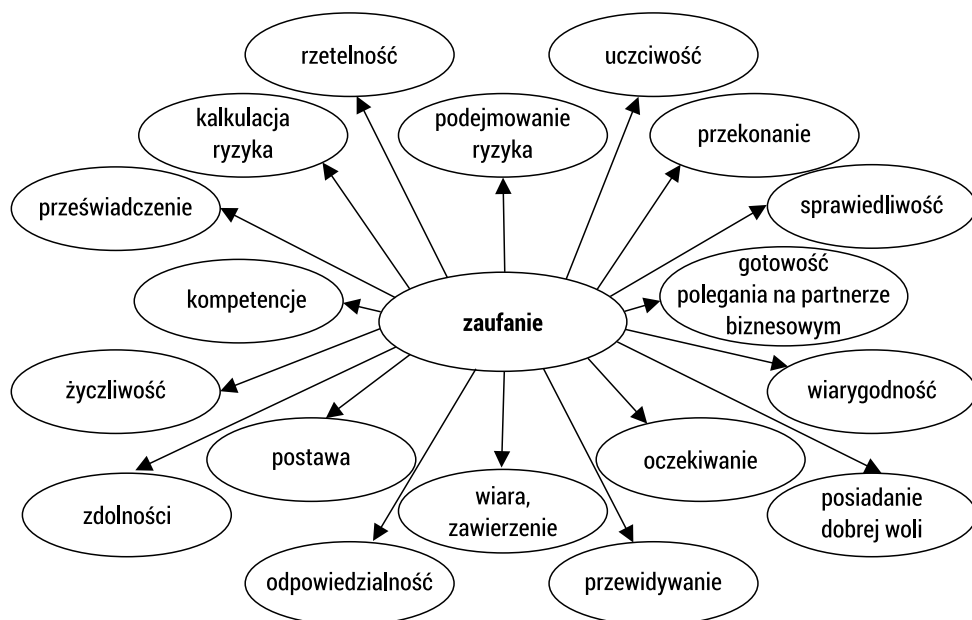 rzetelność
uczciwość
kalkulacja
ryzyka
podejmowanie
ryzyka
przekonanie
przeświadczenie
sprawiedliwość
kompetencje
zaufanie
gotowość
polegania na partnerze
biznesowym
życzliwość
wiarygodność
postawa
oczekiwanie
zdolności
wiara,
zawierzenie
posiadanie
dobrej woli
odpowiedzialność
przewidywanie